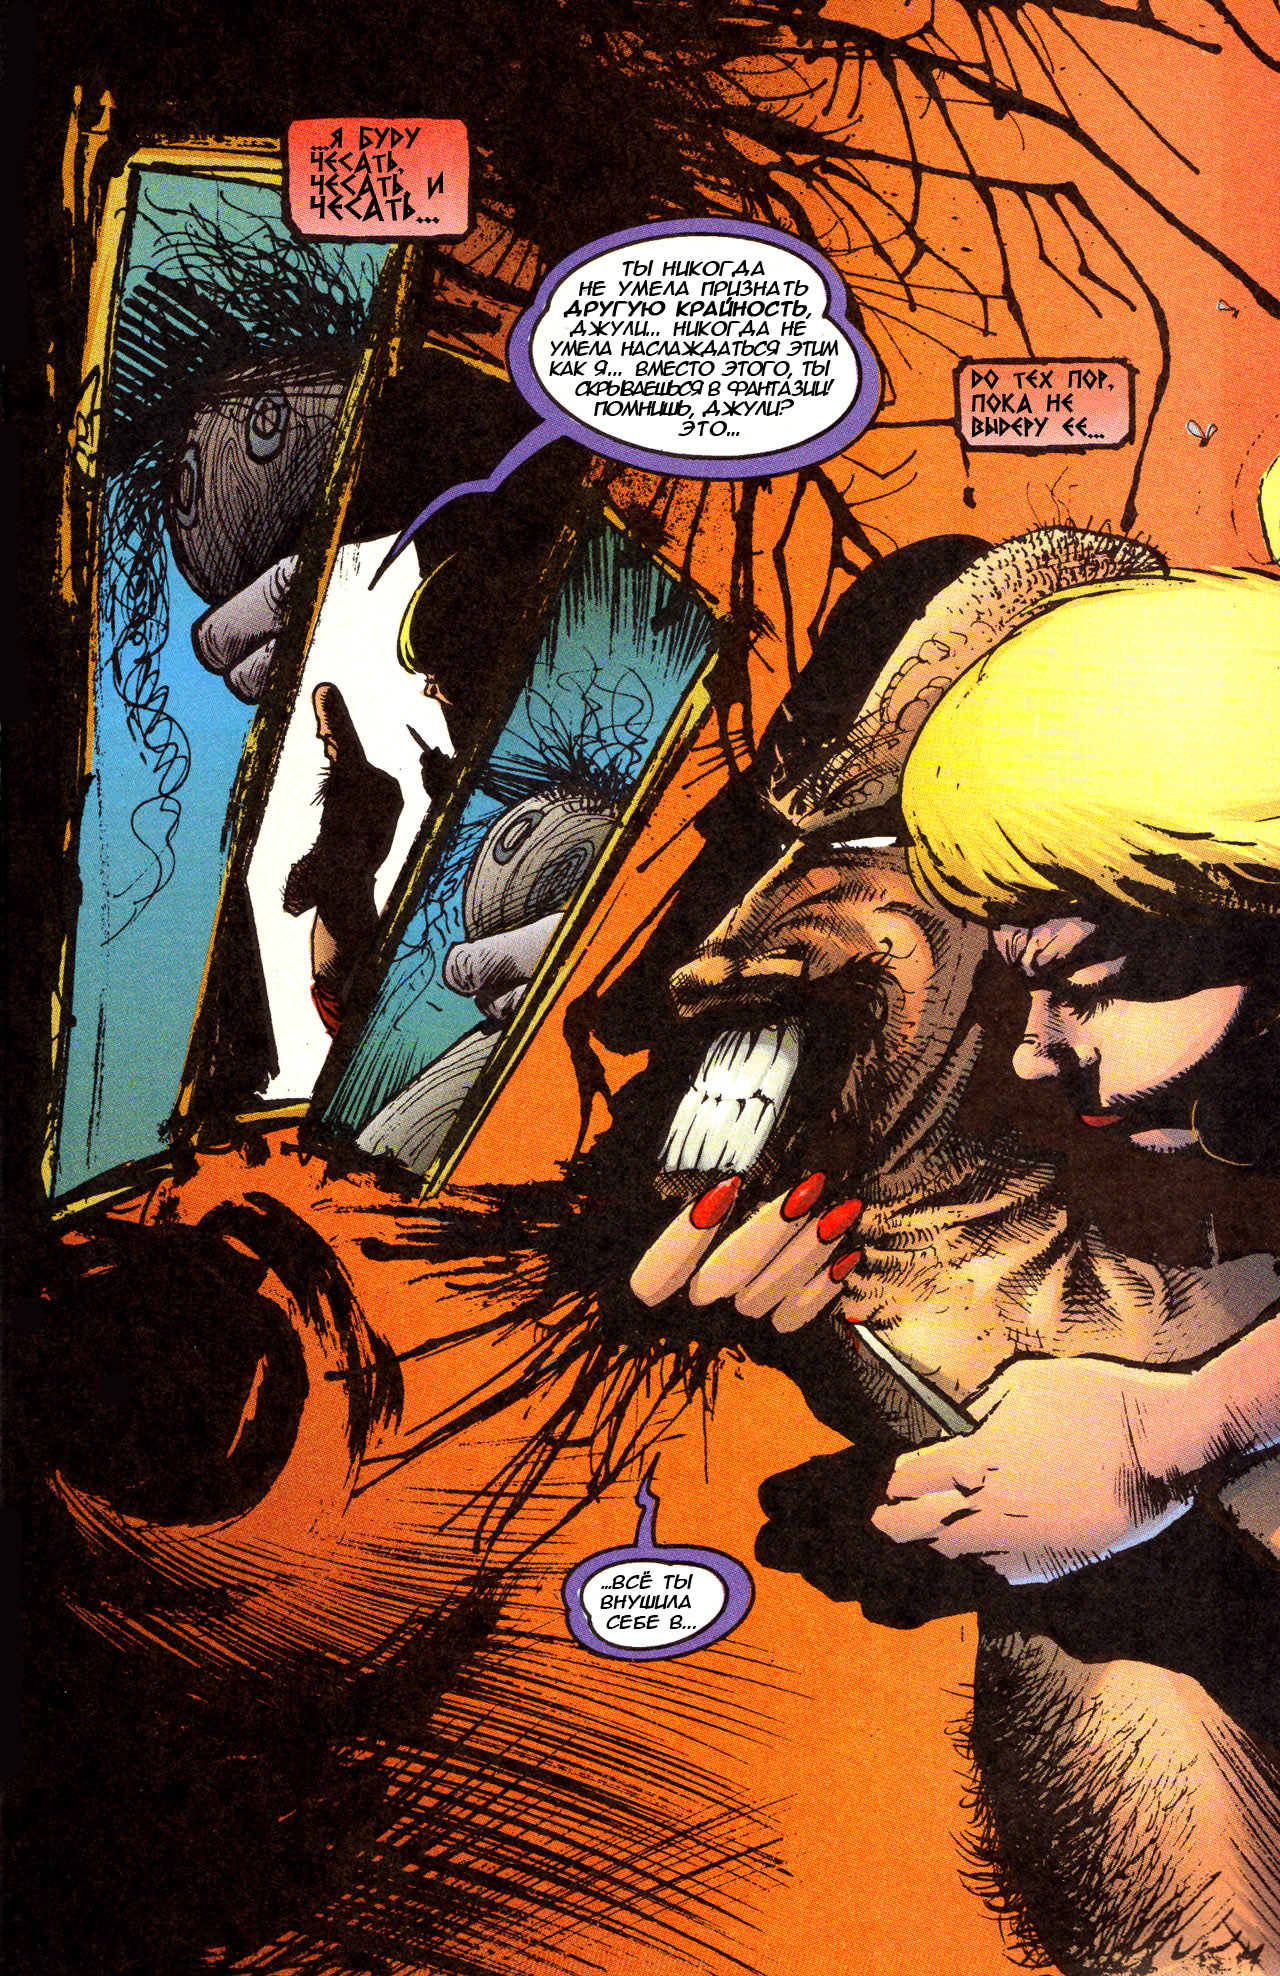 ...Я БУДУ
ЧЕСАТЬ,
ЧЕСАТЬ, И
ЧЕСАТЬ...
ТЫ НИКОГДА
НЕ УМЕЛА ПРИЗНАТЬ
ДРУГУЮ КРАЙНОСТЬ,
ДЖУЛИ... НИКОГДА НЕ
УМЕЛА НАСЛАЖДАТЬСЯ ЭТИМ
КАК Я... ВМЕСТО ЭТОГО, ТЫ
СКРЫВАЕШЬСЯ В ФАНТАЗИИ!
ПОМНИШЬ, ДЖУЛИ?
ЭТО...
ДО ТЕХ ПОР,
ПОКА НЕ
ВЫДЕРУ ЕЕ...
...ВСЁ ТЫ
ВНУШИЛА
СЕБЕ В...